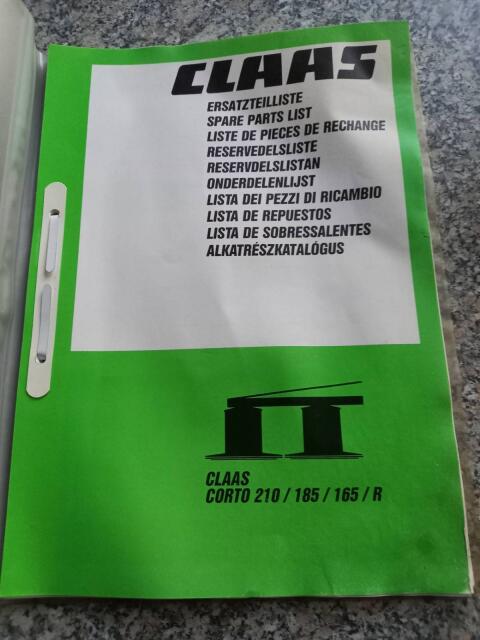 CLAAS
ERSATZTEILLISTE
SPARE PARTS LIST
LISTE DE PIECES DE RECHANGE
RESERVEDELSLISTE
RESERVDELSLISTAN
ONDERDELENLIJST
LISTA DEI PEZZI DI RICAMBIO
LISTA DE REPUESTOS
LISTA DE SOBRESSALENTES
ALKATRÉSZKATALÓGUS
CLAAS
CORTO 210 / 185 / 165 / R